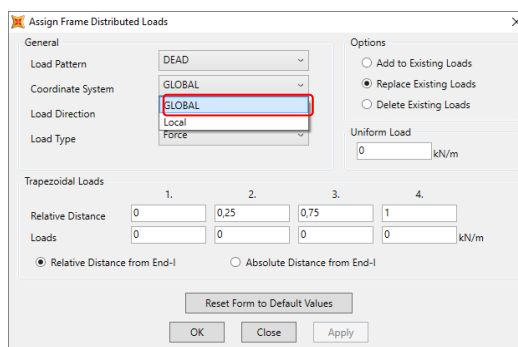 Assign Frame Distributed Loads
General
Load Pattern
DEAD
Coordinate System
GLOBAL
GLOBAL
Local
Load Direction
Load Type
Force
Options
Add to Existing Loads
Replace Existing Loads
Delete Existing Loads
Uniform Load
0
kN/m
Trapezoidal Loads
1. 2. 3. 4.
Relative Distance 0 0,25 0,75 1
Loads 0 0 0 0 kN/m
Relative Distance from End-I Absolute Distance from End-I
Reset Form to Default Values
OK Close Apply